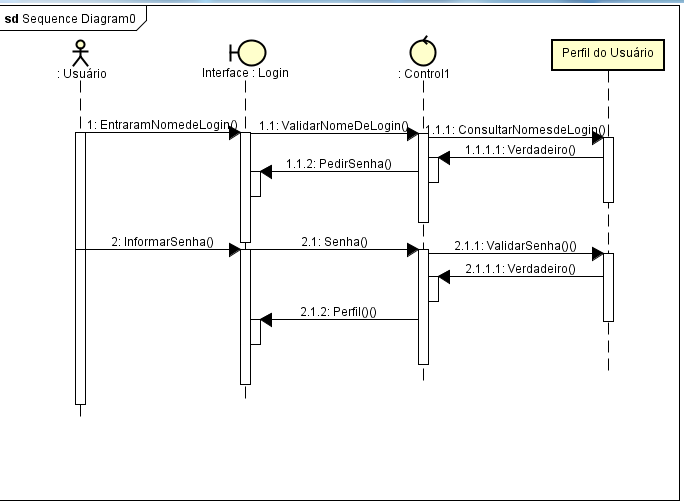 sd Sequence Diagram0
: Usuário
Interface : Login
: Control1
Perfil do Usuário
1: EntraramNomedeLogin()
1.1: ValidarNomeDeLogin()
1.1.1: ConsultarNomesdeLogin()
1.1.1.1: Verdadeiro()
1.1.2: PedirSenha()
2: InformarSenha()
2.1: Senha()
2.1.1: ValidarSenha()()
2.1.1.1: Verdadeiro()
2.1.2: Perfil()()